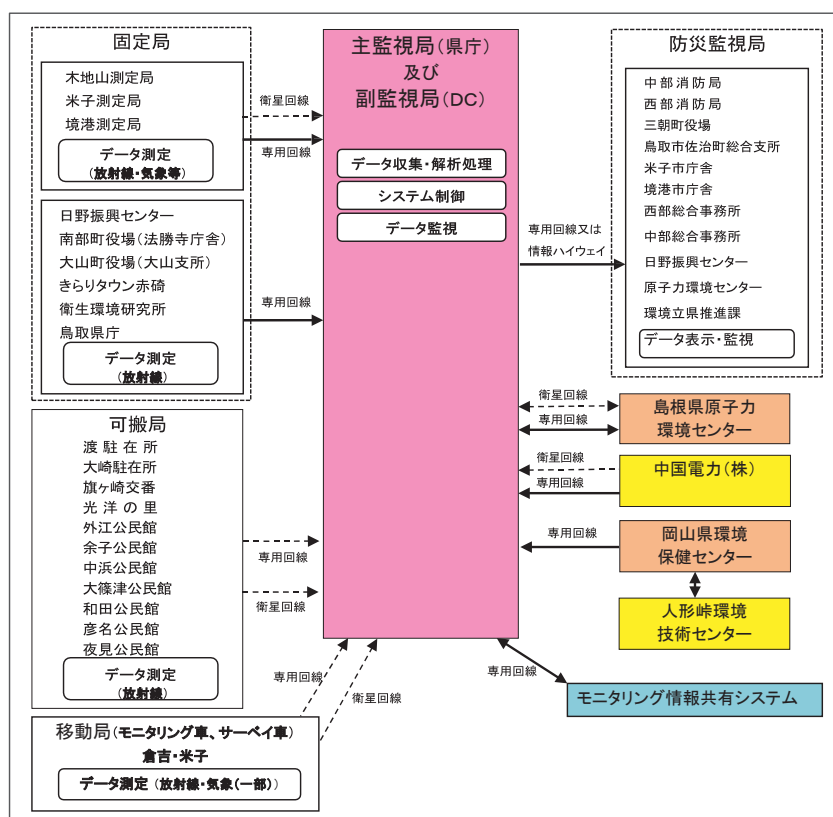 固定局
木地山測定局
米子測定局
境港測定局
データ測定
(放射線・気象等)
衛星回線
専用回線
日野振興センター
南部町役場(法勝寺庁舎)
大山町役場(大山支所)
きらりタウン赤碕
衛生環境研究所
鳥取県庁
データ測定
(放射線)
専用回線
可搬局
渡駐在所
大崎駐在所
旗ヶ崎交番
光洋の里
外江公民館
余子公民館
中浜公民館
大篠津公民館
和田公民館
彦名公民館
夜見公民館
データ測定
(放射線)
専用回線
衛星回線
移動局(モニタリング車、サーベイ車)
倉吉・米子
データ測定 (放射線・気象(一部))
専用回線
衛星回線
主監視局(県庁)
及び
副監視局(DC)
データ収集・解析処理
システム制御
データ監視
専用回線又は
情報ハイウェイ
防災監視局
中部消防局
西部消防局
三朝町役場
鳥取市佐治町総合支所
米子市庁舎
境港市庁舎
西部総合事務所
中部総合事務所
日野振興センター
原子力環境センター
環境立県推進課
データ表示・監視
衛星回線
専用回線
島根県原子力
環境センター
衛星回線
専用回線
中国電力(株)
専用回線
岡山県環境
保健センター
人形峠環境
技術センター
専用回線
モニタリング情報共有システム